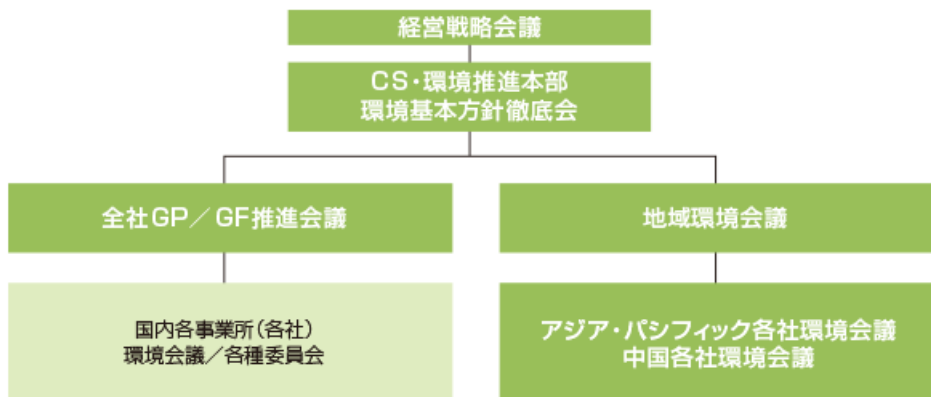 経営戦略会議
CS・環境推進本部
環境基本方針徹底会
全社GP／GF推進会議
地域環境会議
国内各事業所（各社）
環境会議／各種委員会
アジア・パシフィック各社環境会議
中国各社環境会議